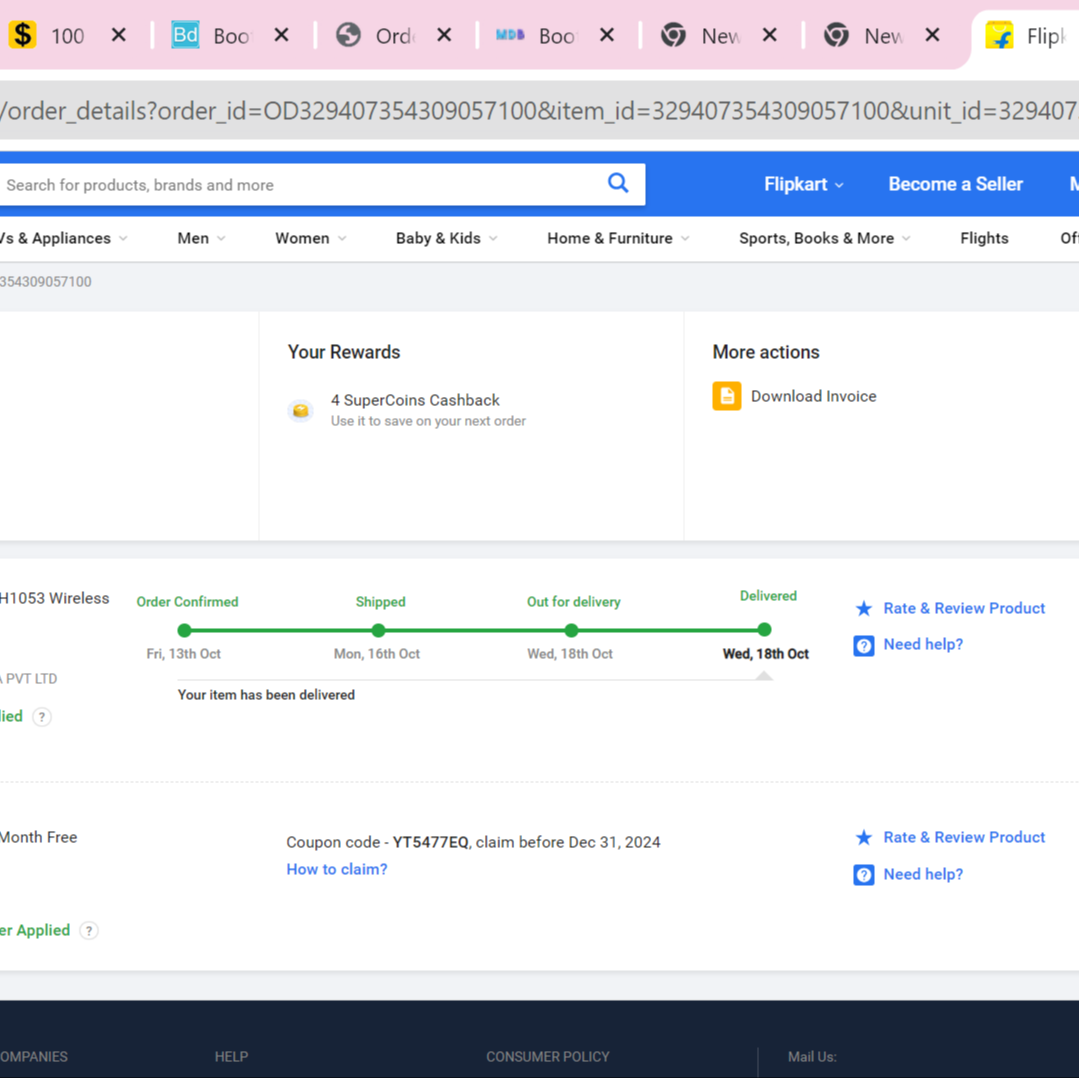 100
Boo
Ord
MDB Boo
New
New
Flipk
/order_details?order_id=OD329407354309057100&item_id=329407354309057100&unit_id=329407
Search for products, brands and more
Flipkart
Become a Seller
Vs & Appliances
Men
Women
Baby & Kids
Home & Furniture
Sports, Books & More
Flights
Off
354309057100
Your Rewards
4 SuperCoins Cashback
Use it to save on your next order
More actions
Download Invoice
H1053 Wireless
PVT LTD
lied ?
Order Confirmed
Shipped
Out for delivery
Delivered
Fri, 13th Oct
Mon, 16th Oct
Wed, 18th Oct
Wed, 18th Oct
Your item has been delivered
Rate & Review Product
Need help?
Month Free
er Applied ?
Coupon code - YT5477EQ, claim before Dec 31, 2024
How to claim?
Rate & Review Product
Need help?
OMPANIES
HELP
CONSUMER POLICY
Mail Us: